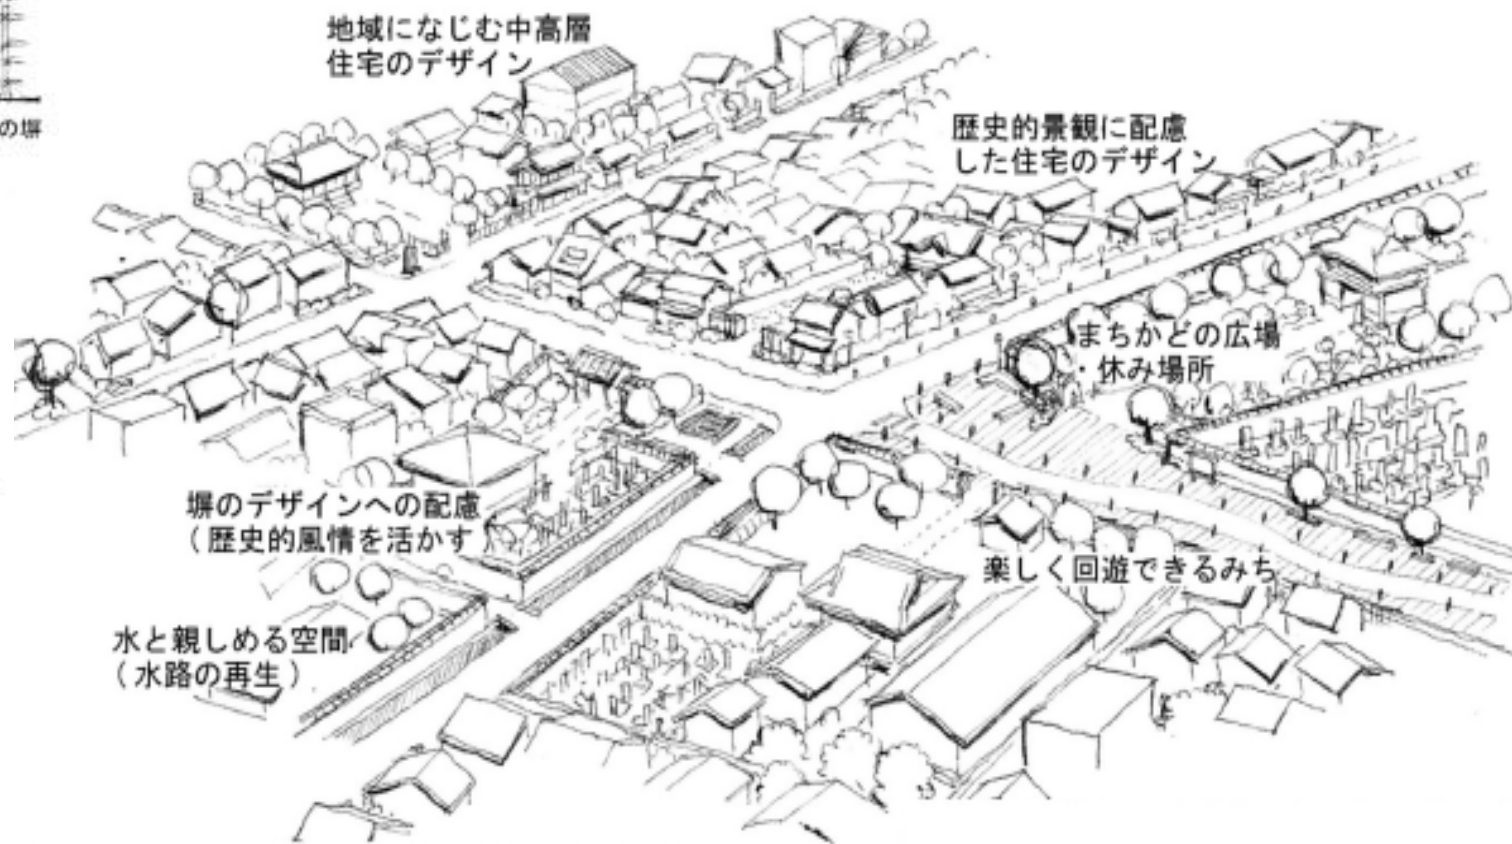 地域になじむ中高層
住宅のデザイン
の塀
歴史的景観に配慮
した住宅のデザイン
まちかどの広場
・休み場所
塀のデザインへの配慮
（歴史的風情を活かす
楽しく回遊できるみち
水と親しめる空間
（水路の再生）